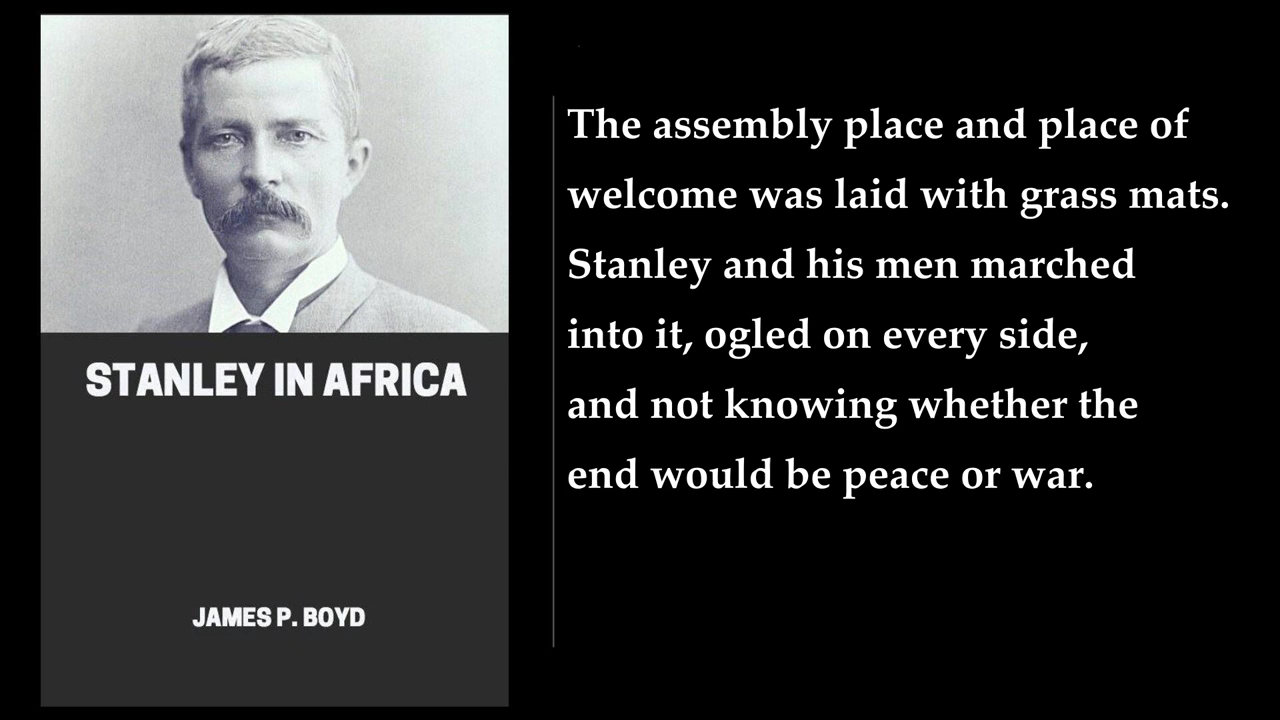 STANLEY IN AFRICA
JAMES P. BOYD
The assembly place and place of
welcome was laid with grass mats.
Stanley and his men marched
into it, ogled on every side,
and not knowing whether the
end would be peace or war.